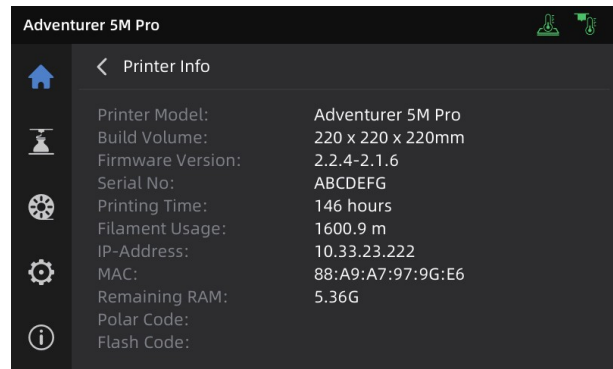 Adventurer 5M Pro
Printer Info
Printer Model: Adventurer 5M Pro
Build Volume: 220 x 220 x 220mm
Firmware Version: 2.2.4-2.1.6
Serial No: ABCDEFG
Printing Time: 146 hours
Filament Usage: 1600.9 m
IP-Address: 10.33.23.222
MAC: 88:A9:A7:97:9G:E6
Remaining RAM: 5.36G
Polar Code:
Flash Code: